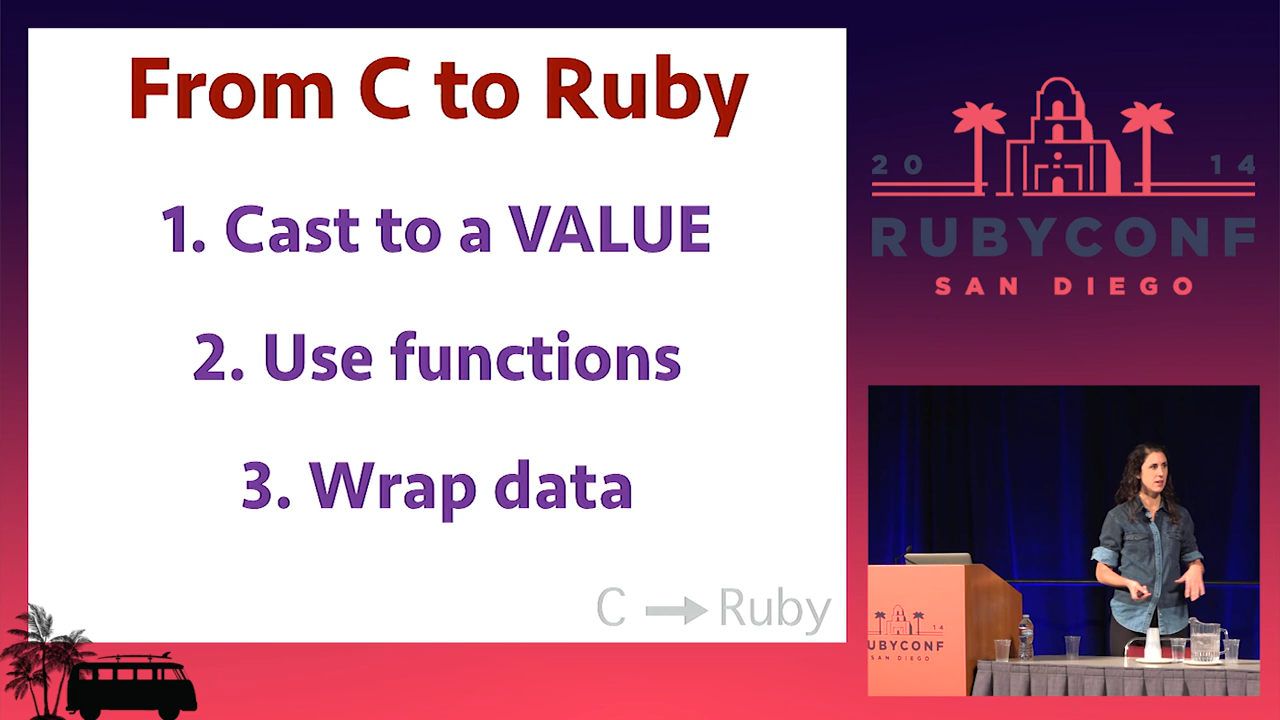 From C to Ruby
1. Cast to a VALUE
2. Use functions
3. Wrap data
C → Ruby
20 14
RUBYCONF
SAN DIEGO
14
UBYCONF
SAN DIEGO